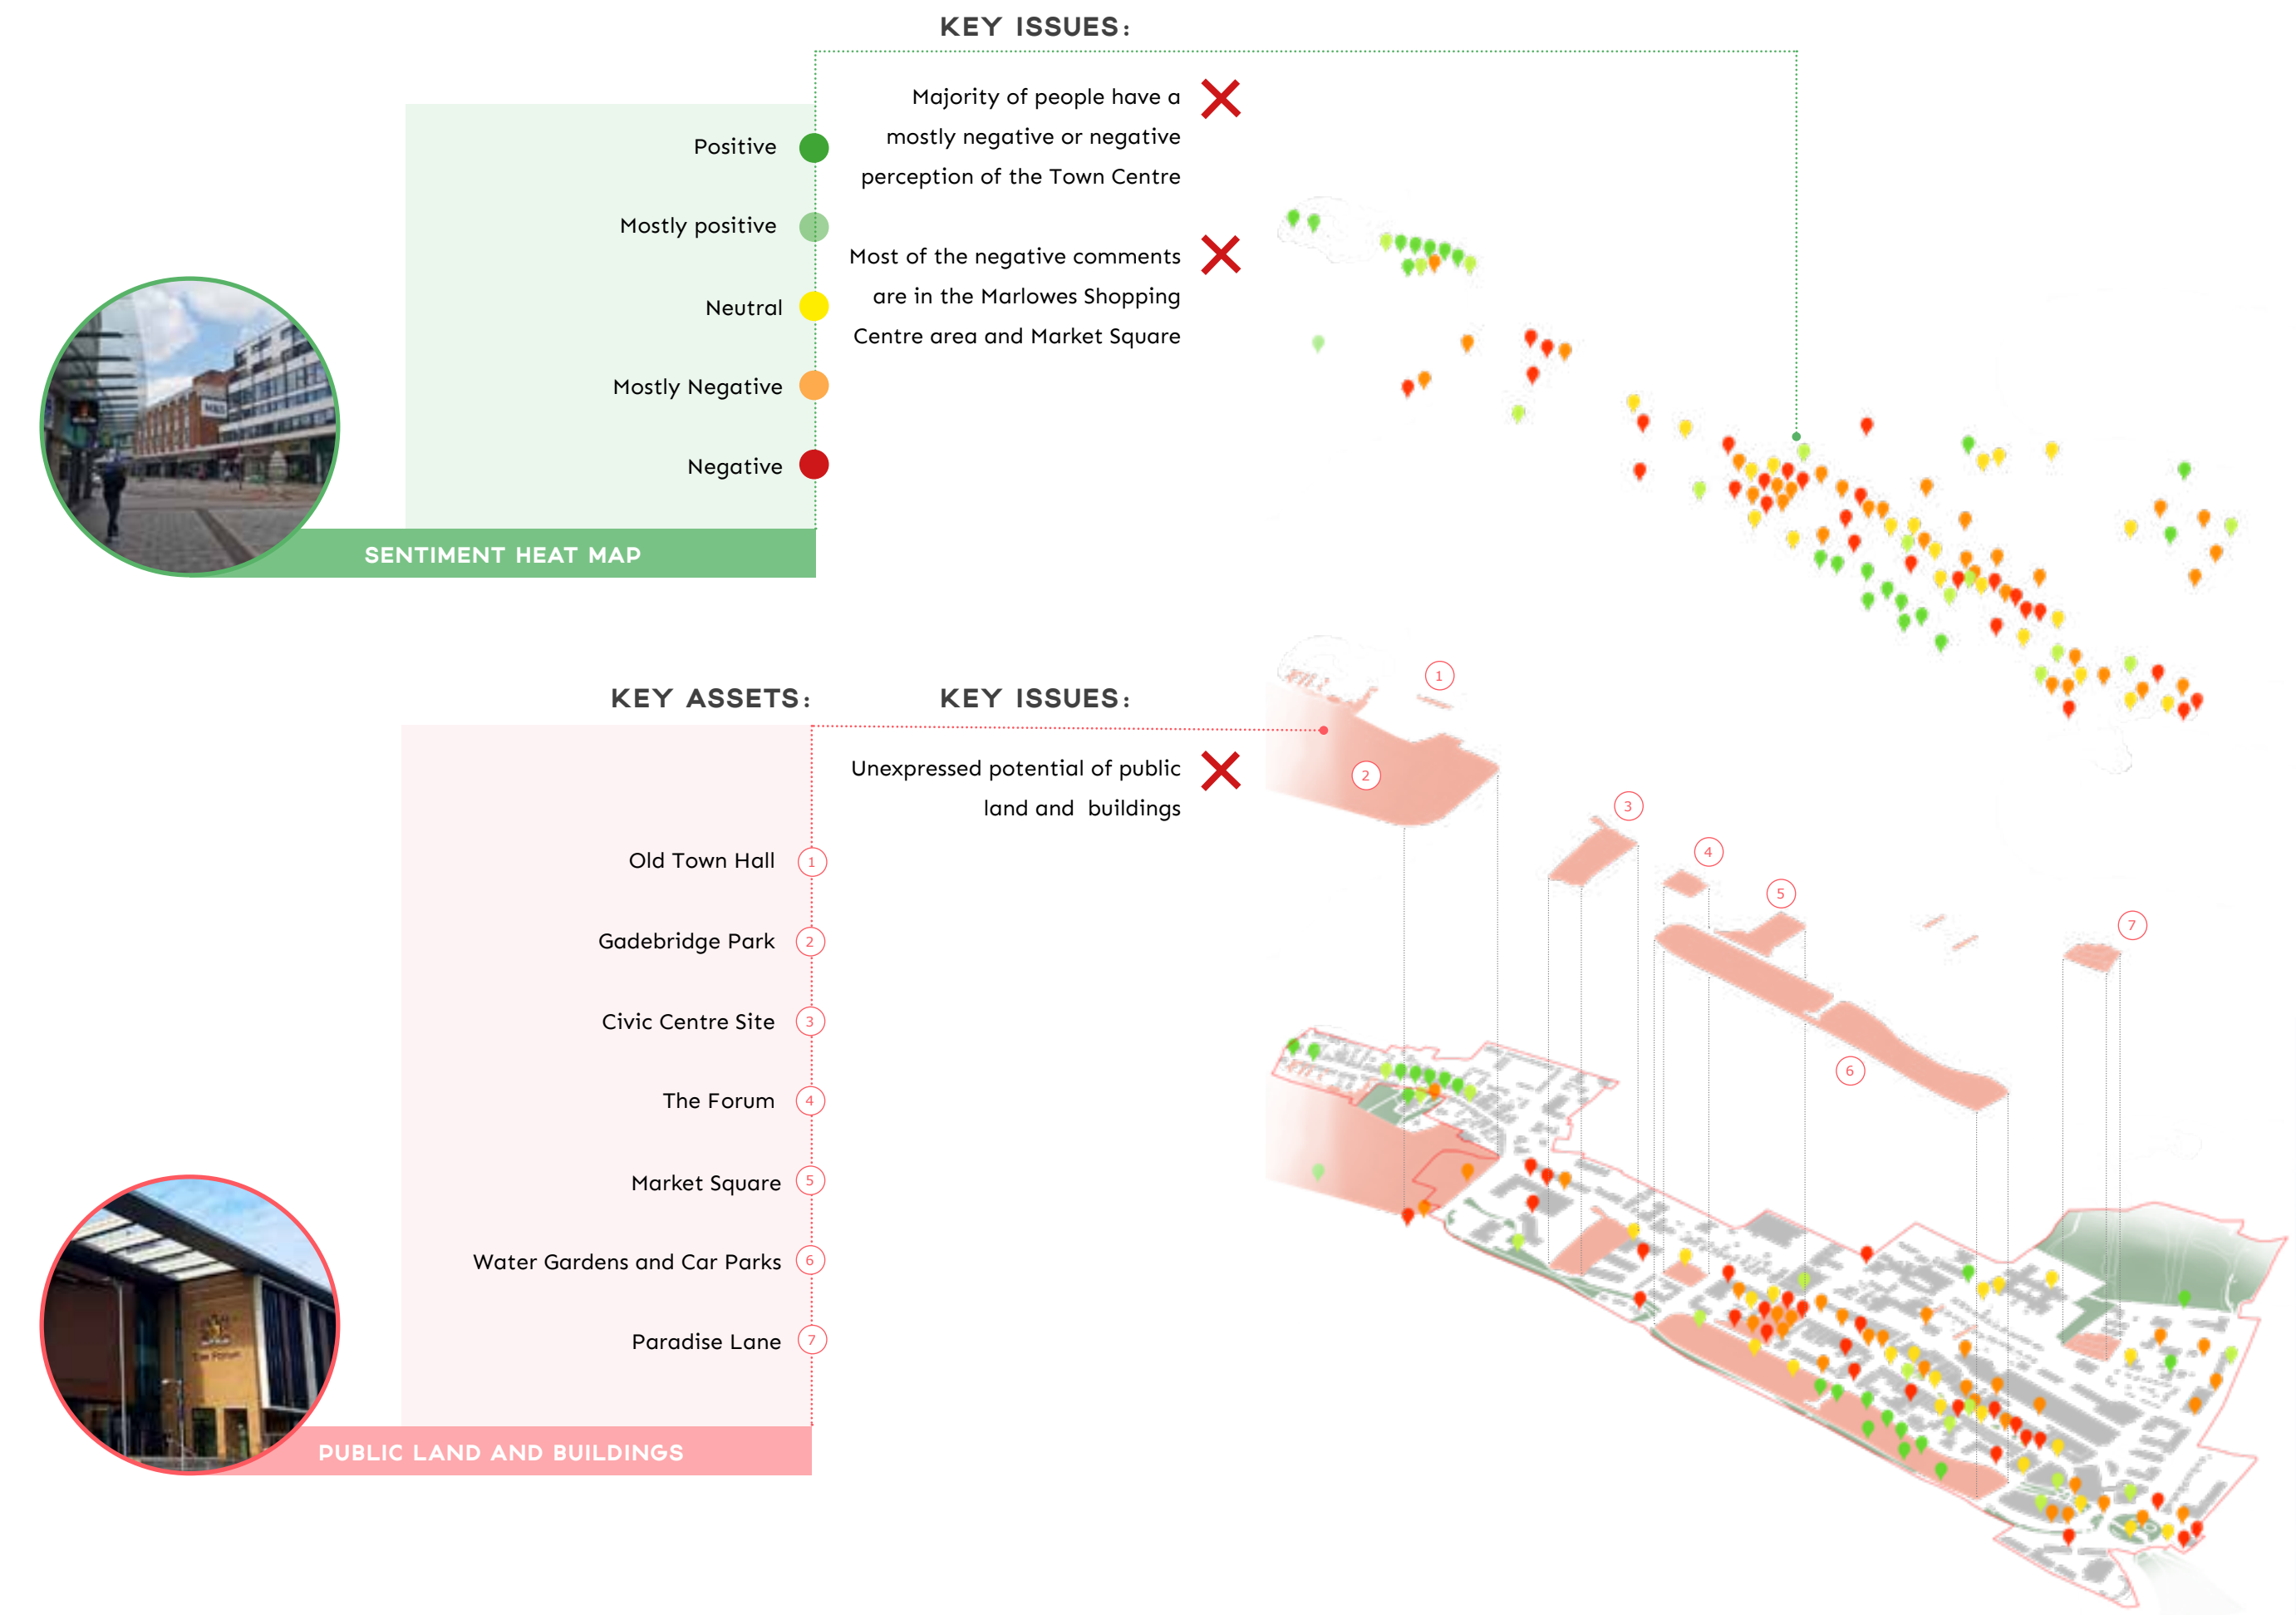 KEY ISSUES:
Majority of people have a
mostly negative or negative
perception of the Town Centre
Most of the negative comments
are in the Marlowes Shopping
Centre area and Market Square
Positive
Mostly positive
Neutral
Mostly Negative
Negative
SENTIMENT HEAT MAP
KEY ASSETS:
KEY ISSUES:
Unexpressed potential of public
land and buildings
Old Town Hall 1
Gadebridge Park 2
Civic Centre Site 3
The Forum 4
Market Square 5
Water Gardens and Car Parks 6
Paradise Lane 7
PUBLIC LAND AND BUILDINGS
The Forum
M&S
1
2
3
4
5
6
7